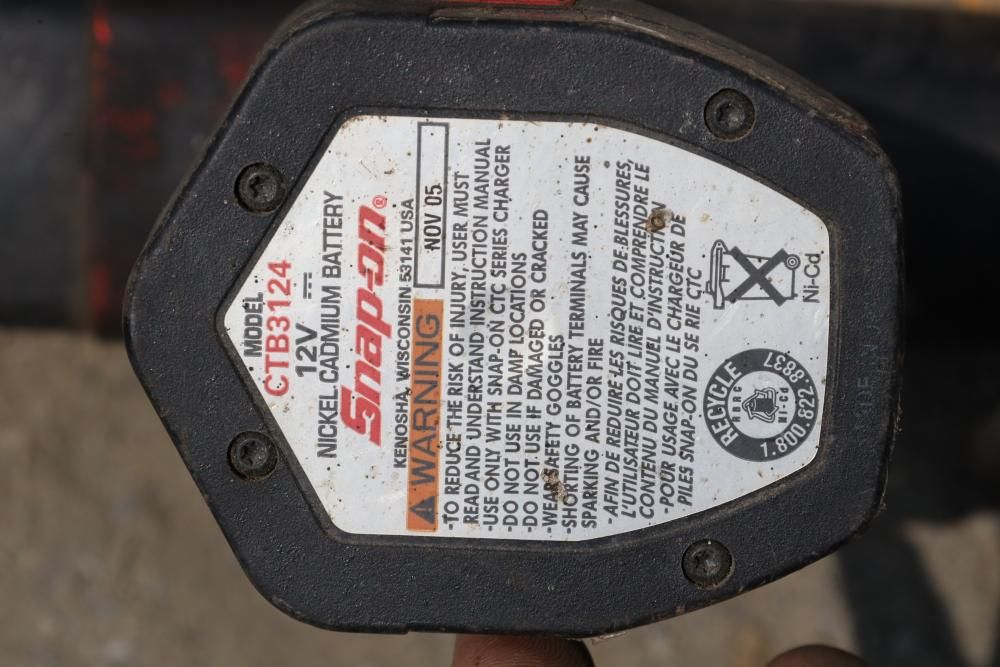 MODEL
CTB3124
12V
NICKEL CADMIUM BATTERY
Snap-on®
KENOSHA, WISCONSIN 53141 USA
WARNING
NOV 05
-TO REDUCE THE RISK OF INJURY, USER MUST
READ AND UNDERSTAND INSTRUCTION MANUAL
-USE ONLY WITH SNAP-ON CTC SERIES CHARGER
-DO NOT USE IN DAMP LOCATIONS
-DO NOT USE IF DAMAGED OR CRACKED
-WEAR SAFETY GOGGLES
-SHORTING OF BATTERY TERMINALS MAY CAUSE
SPARKING AND/OR FIRE
-AFIN DE REDUIRE LES RISQUES DE BLESSURES,
L'UTILISATEUR DOIT LIRE ET COMPRENDRE LE
CONTENU DU MANUEL D'INSTRUCTION
-POUR USAGE AVEC LE CHARGEUR DE
PILES SNAP-ON DU SERIE CTC
RECYCLE
RBRC
1.800.822.8837
Ni-Cd